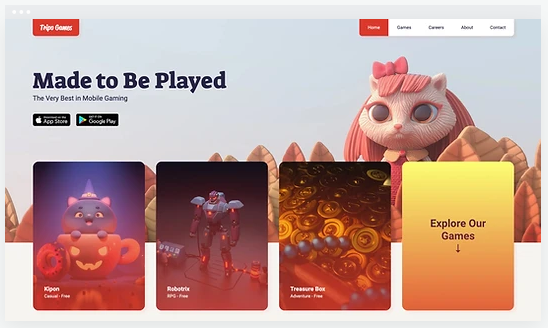 Tripo Games
Home
Games
Careers
About
Contact
Made to Be Played
The Very Best in Mobile Gaming
Download on the
App Store
GET IT ON
Google Play
Kipon
Casual - Free
Robotrix
RPG - Free
Treasure Box
Adventure - Free
Explore Our
Games
↓